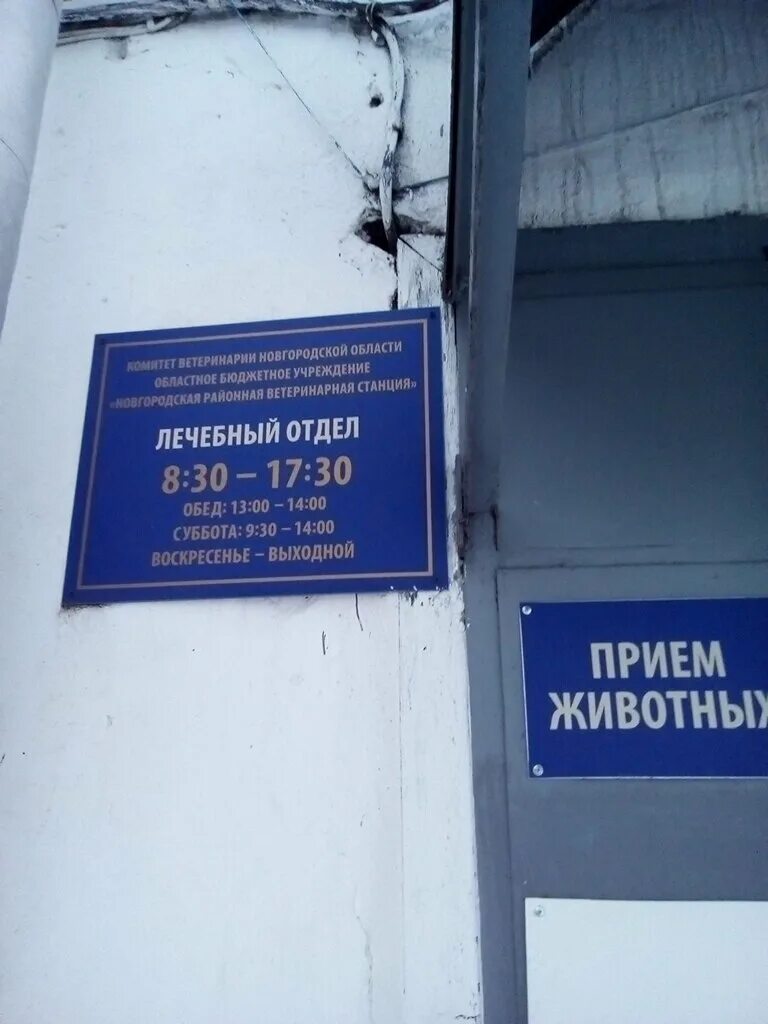 КОМИТЕТ ВЕТЕРИНАРИИ НОВГОРОДСКОЙ ОБЛАСТИ
ОБЛАСТНОЕ БЮДЖЕТНОЕ УЧРЕЖДЕНИЕ
«НОВГОРОДСКАЯ РАЙОННАЯ ВЕТЕРИНАРНАЯ СТАНЦИЯ»
ЛЕЧЕБНЫЙ ОТДЕЛ
8:30 – 17:30
ОБЕД: 13:00 – 14:00
СУББОТА: 9:30 – 14:00
ВОСКРЕСЕНЬЕ – ВЫХОДНОЙ
ПРИЕМ
ЖИВОТНЫХ